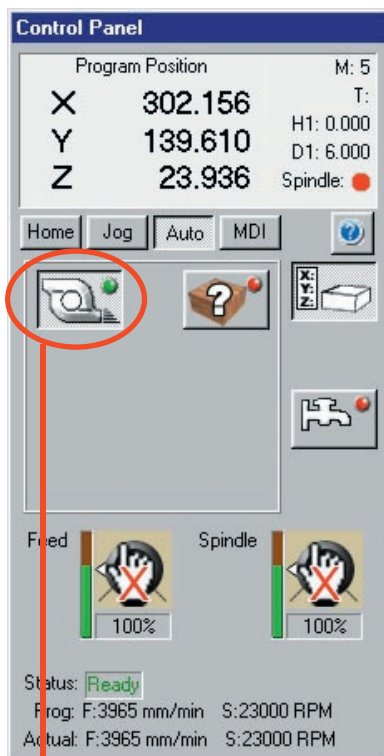 Control Panel
Program Position M: 5
X 302.156 T:
Y 139.610 H1: 0.000
D1: 6.000
Z 23.936 Spindle:
Home Jog Auto MDI ?
X:
Y:
Z:
?
Feed Spindle
100% 100%
Status: Ready
Prog: F:3965 mm/min S:23000 RPM
Actual: F:3965 mm/min S:23000 RPM